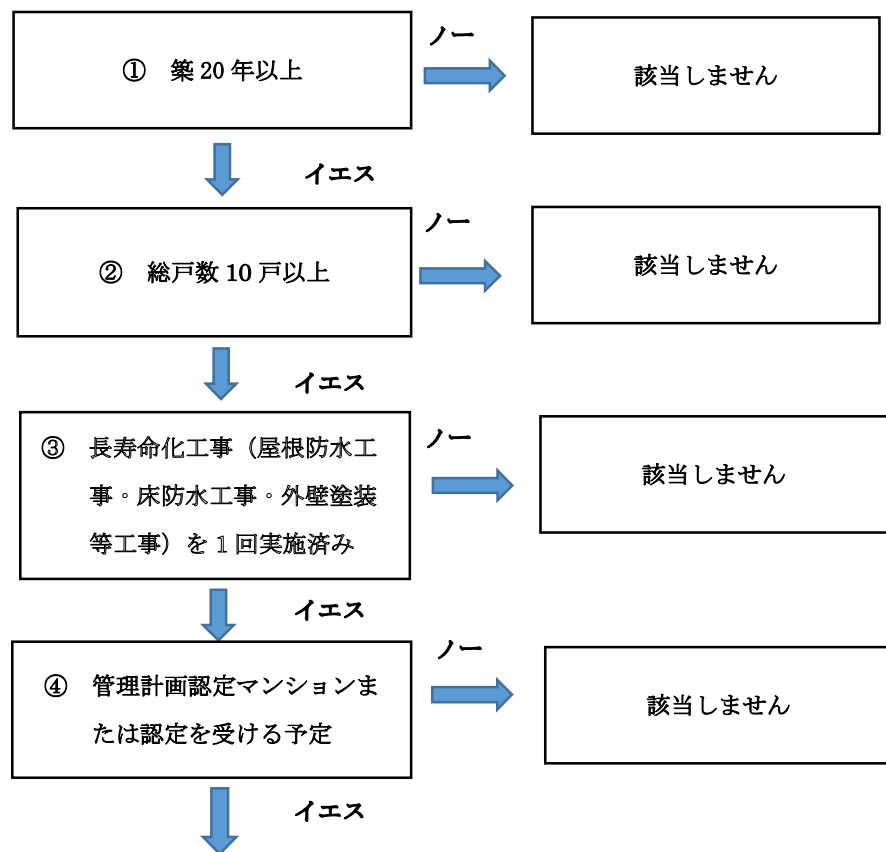 ① 築20年以上
ノー
該当しません
イエス
② 総戸数10戸以上
ノー
該当しません
イエス
③ 長寿命化工事（屋根防水工
事。床防水工事。外壁塗装
等工事）を1回実施済み
ノー
該当しません
イエス
④ 管理計画認定マンションま
たは認定を受ける予定
ノー
該当しません
イエス